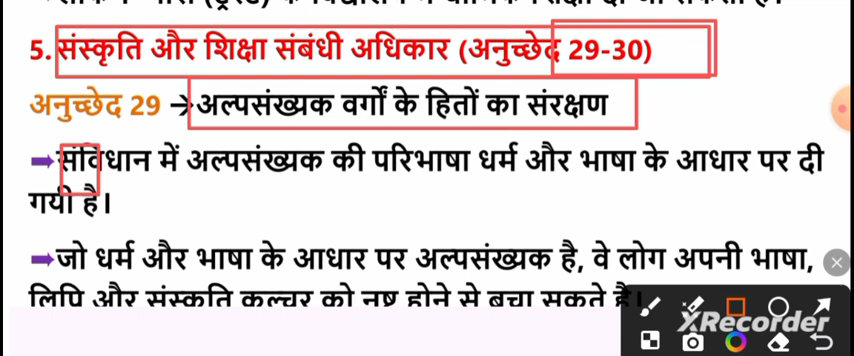 5. संस्कृति और शिक्षा संबंधी अधिकार (अनुच्छेद 29-30)
अनुच्छेद 29 → अल्पसंख्यक वर्गों के हितों का संरक्षण
➡संविधान में अल्पसंख्यक की परिभाषा धर्म और भाषा के आधार पर दी
गयी है।
➡जो धर्म और भाषा के आधार पर अल्पसंख्यक है, वे लोग अपनी भाषा,
लिपि और संस्कृति कल्चर को नष्ट होने से बचा सकते है।
XRecorder